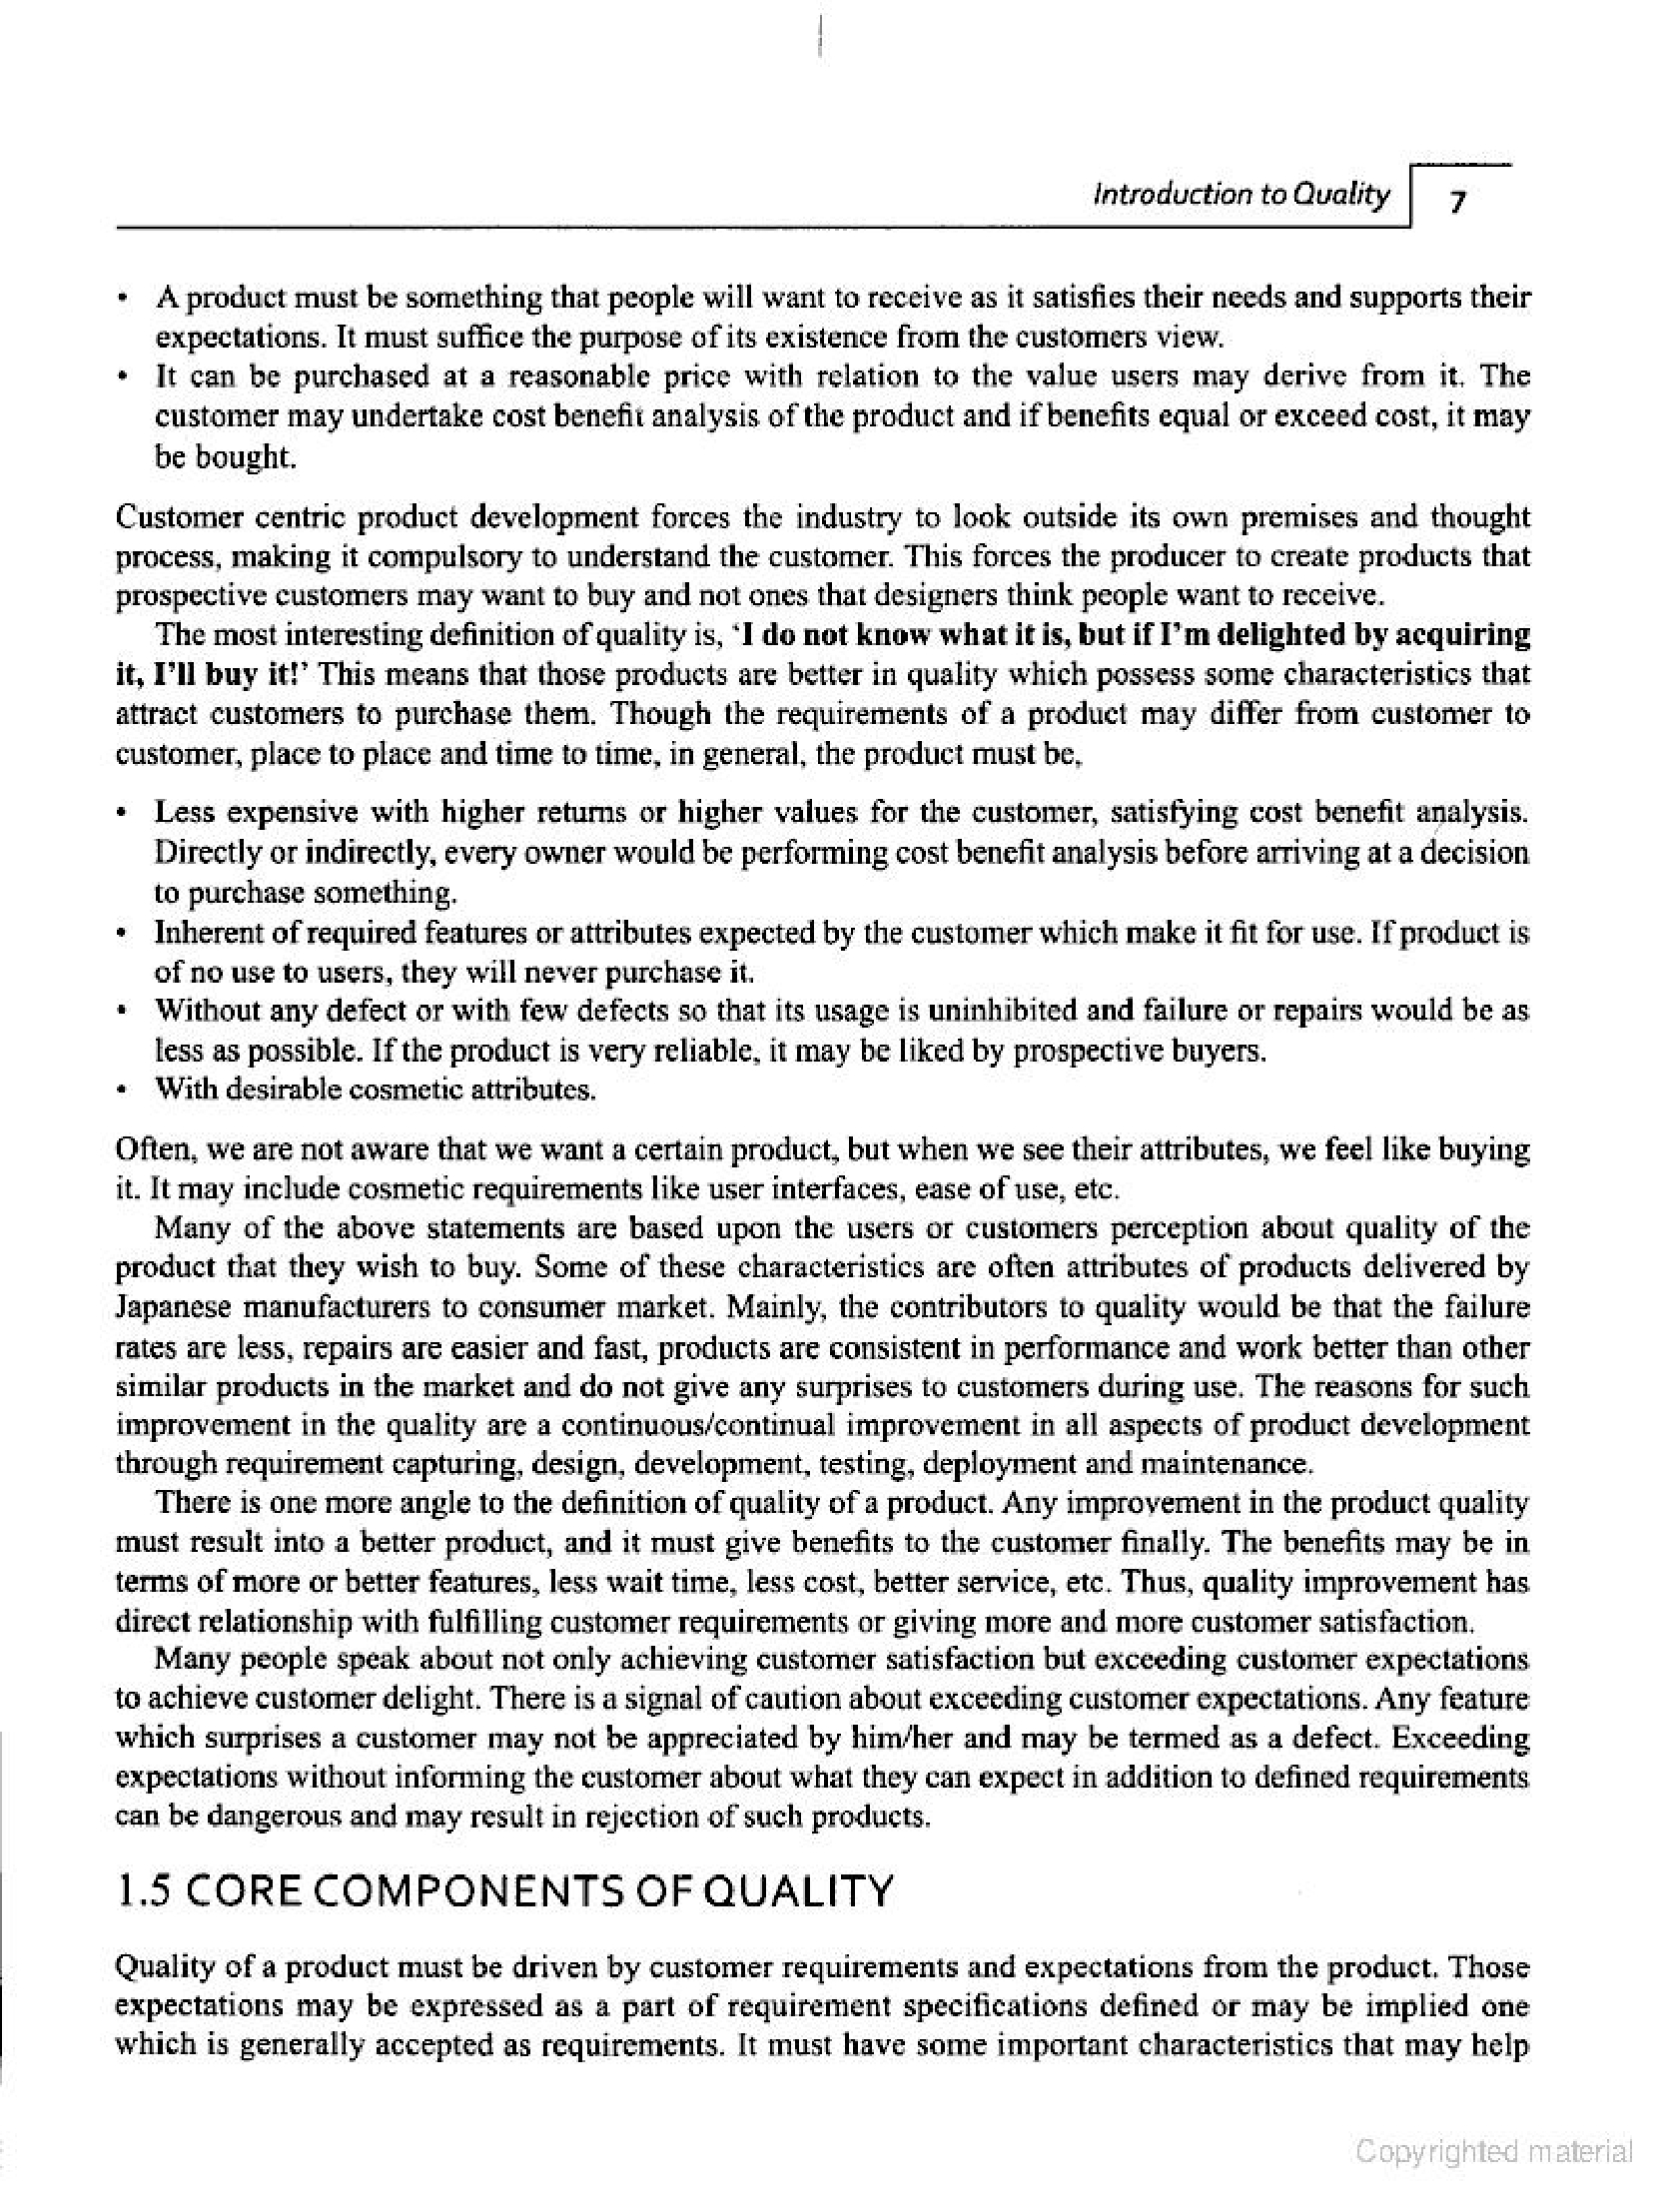 Introduction to Quality 7
• A product must be something that people will want to receive as it satisfies their needs and supports their
expectations. It must suffice the purpose of its existence from the customers view.
• It can be purchased at a reasonable price with relation to the value users may derive from it. The
customer may undertake cost benefit analysis of the product and if benefits equal or exceed cost, it may
be bought.
Customer centric product development forces the industry to look outside its own premises and thought
process, making it compulsory to understand the customer. This forces the producer to create products that
prospective customers may want to buy and not ones that designers think people want to receive.
The most interesting definition of quality is, ‘I do not know what it is, but if I’m delighted by acquiring
it, I’ll buy it!’ This means that those products are better in quality which possess some characteristics that
attract customers to purchase them. Though the requirements of a product may differ from customer to
customer, place to place and time to time, in general, the product must be,
• Less expensive with higher returns or higher values for the customer, satisfying cost benefit analysis.
Directly or indirectly, every owner would be performing cost benefit analysis before arriving at a decision
to purchase something.
• Inherent of required features or attributes expected by the customer which make it fit for use. If product is
of no use to users, they will never purchase it.
• Without any defect or with few defects so that its usage is uninhibited and failure or repairs would be as
less as possible. If the product is very reliable, it may be liked by prospective buyers.
• With desirable cosmetic attributes.
Often, we are not aware that we want a certain product, but when we see their attributes, we feel like buying
it. It may include cosmetic requirements like user interfaces, ease of use, etc.
Many of the above statements are based upon the users or customers perception about quality of the
product that they wish to buy. Some of these characteristics are often attributes of products delivered by
Japanese manufacturers to consumer market. Mainly, the contributors to quality would be that the failure
rates are less, repairs are easier and fast, products are consistent in performance and work better than other
similar products in the market and do not give any surprises to customers during use. The reasons for such
improvement in the quality are a continuous/continual improvement in all aspects of product development
through requirement capturing, design, development, testing, deployment and maintenance.
There is one more angle to the definition of quality of a product. Any improvement in the product quality
must result into a better product, and it must give benefits to the customer finally. The benefits may be in
terms of more or better features, less wait time, less cost, better service, etc. Thus, quality improvement has
direct relationship with fulfilling customer requirements or giving more and more customer satisfaction.
Many people speak about not only achieving customer satisfaction but exceeding customer expectations
to achieve customer delight. There is a signal of caution about exceeding customer expectations. Any feature
which surprises a customer may not be appreciated by him/her and may be termed as a defect. Exceeding
expectations without informing the customer about what they can expect in addition to defined requirements
can be dangerous and may result in rejection of such products.
1.5 CORE COMPONENTS OF QUALITY
Quality of a product must be driven by customer requirements and expectations from the product. Those
expectations may be expressed as a part of requirement specifications defined or may be implied one
which is generally accepted as requirements. It must have some important characteristics that may help
Copyrighted material